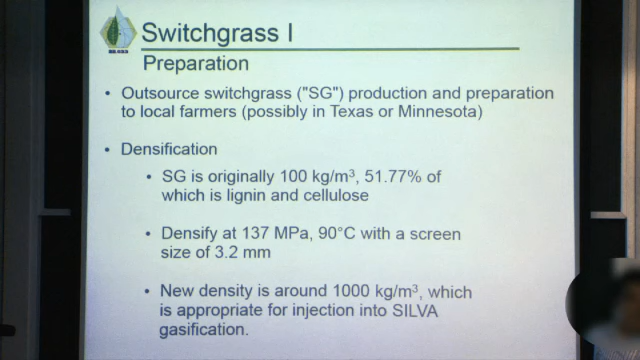 Switchgrass I
Preparation
• Outsource switchgrass ("SG") production and preparation
to local farmers (possibly in Texas or Minnesota)
• Densification
• SG is originally 100 kg/m³, 51.77% of
which is lignin and cellulose
• Densify at 137 MPa, 90°C with a screen
size of 3.2 mm
• New density is around 1000 kg/m³, which
is appropriate for injection into SILVA
gasification.